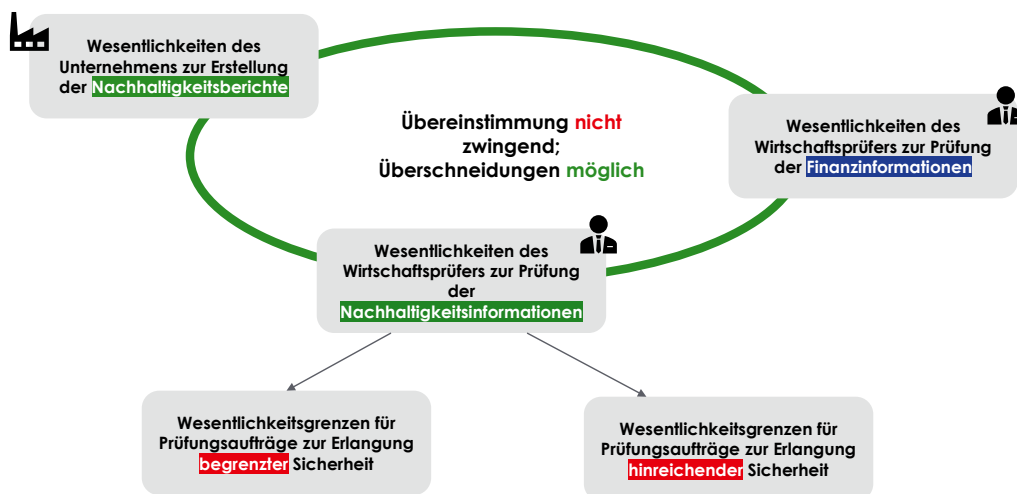 Wesentlichkeiten des
Unternehmens zur Erstellung
der Nachhaltigkeitsberichte
Übereinstimmung nicht
zwingend;
Überschneidungen möglich
Wesentlichkeiten des
Wirtschaftsprüfers zur Prüfung
der Finanzinformationen
Wesentlichkeiten des
Wirtschaftsprüfers zur Prüfung
der
Nachhaltigkeitsinformationen
Wesentlichkeitsgrenzen für
Prüfungsaufträge zur Erlangung
begrenzter Sicherheit
Wesentlichkeitsgrenzen für
Prüfungsaufträge zur Erlangung
hinreichender Sicherheit